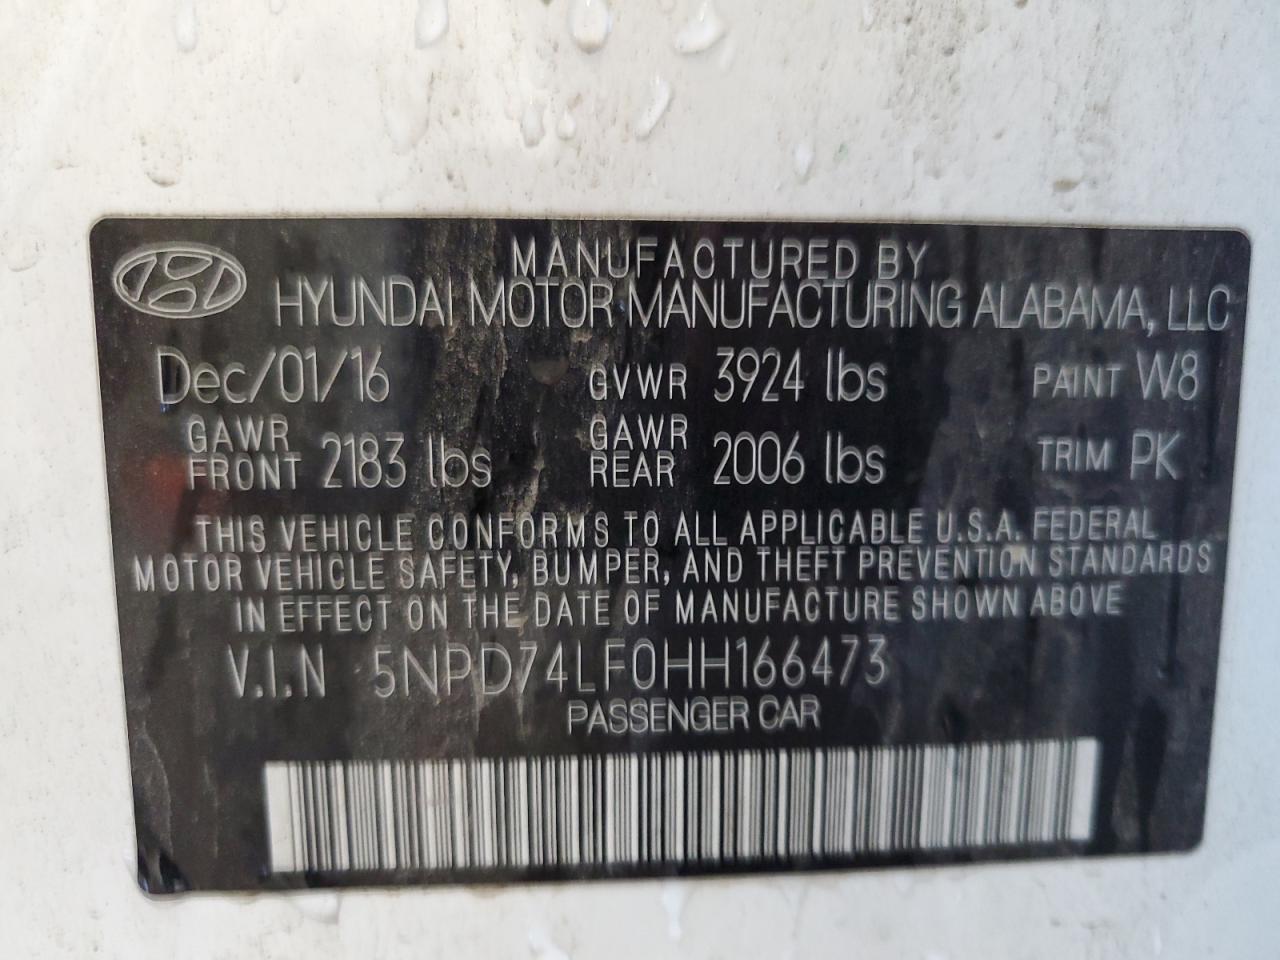 MANUFACTURED BY
HYUNDAI MOTOR MANUFACTURING ALABAMA, LLC
Dec/01/16 GVWR 3924 lbs PAINT W8
GAWR FRONT 2183 lbs GAWR REAR 2006 lbs TRIM PK
THIS VEHICLE CONFORMS TO ALL APPLICABLE U.S.A. FEDERAL
MOTOR VEHICLE SAFETY, BUMPER, AND THEFT PREVENTION STANDARDS
IN EFFECT ON THE DATE OF MANUFACTURE SHOWN ABOVE
V.I.N 5NPD74LF0HH166473
PASSENGER CAR